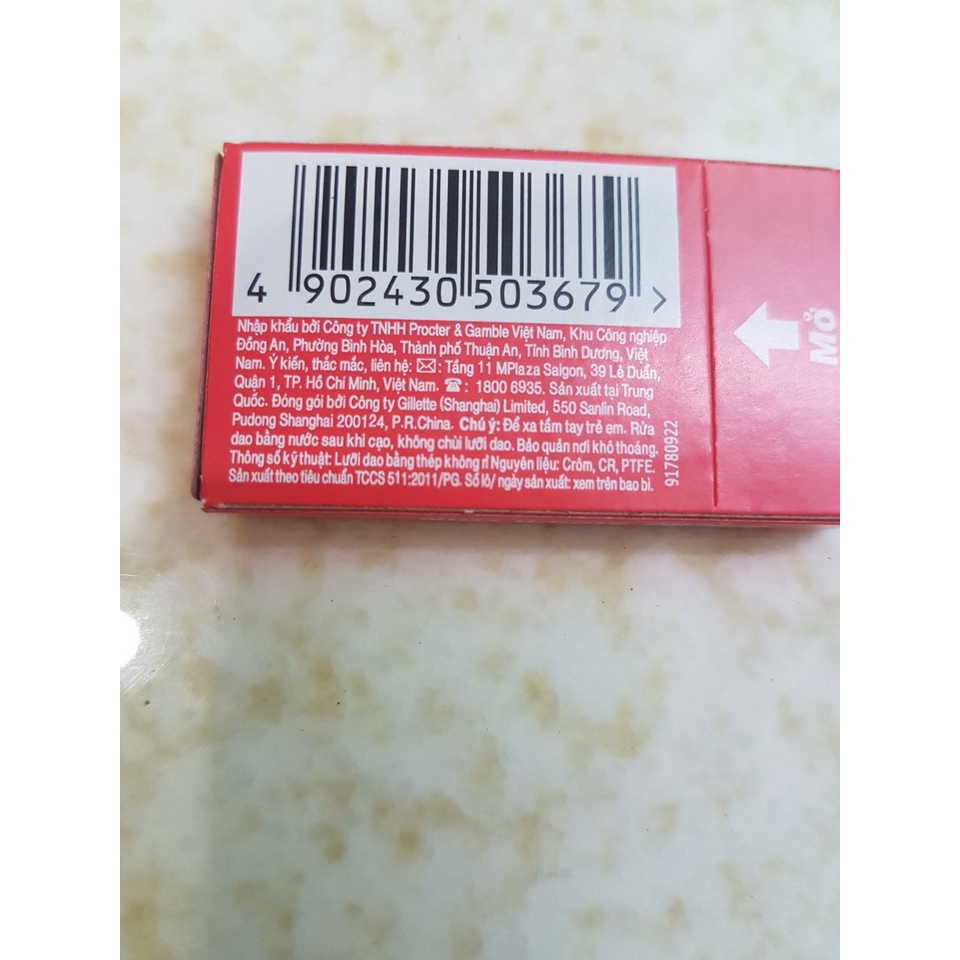 4 902430 503679 >
Nhập khẩu bởi Công ty TNHH Procter & Gamble Việt Nam, Khu Công nghiệp
Đồng An, Phường Bình Hòa, Thành phố Thuận An, Tỉnh Bình Dương, Việt
Nam. Ý kiến, thắc mắc, liên hệ: ✉: Tầng 11 MPlaza Saigon, 39 Lê Duẩn,
Quận 1, TP. Hồ Chí Minh, Việt Nam. ☎: 1800 6935. Sản xuất tại Trung
Quốc. Đóng gói bởi Công ty Gillette (Shanghai) Limited, 550 Sanlin Road,
Pudong Shanghai 200124, P.R.China. Chú ý: Để xa tầm tay trẻ em. Rửa
dao bằng nước sau khi cạo, không chùi lưỡi dao. Bảo quản nơi khô thoáng.
Thông số kỹ thuật: Lưỡi dao bằng thép không rỉ Nguyên liệu: Crôm, CR, PTFE.
Sản xuất theo tiêu chuẩn TCCS 511:2011/PG. Số lô/ ngày sản xuất: xem trên bao bì.
91780922
Mở